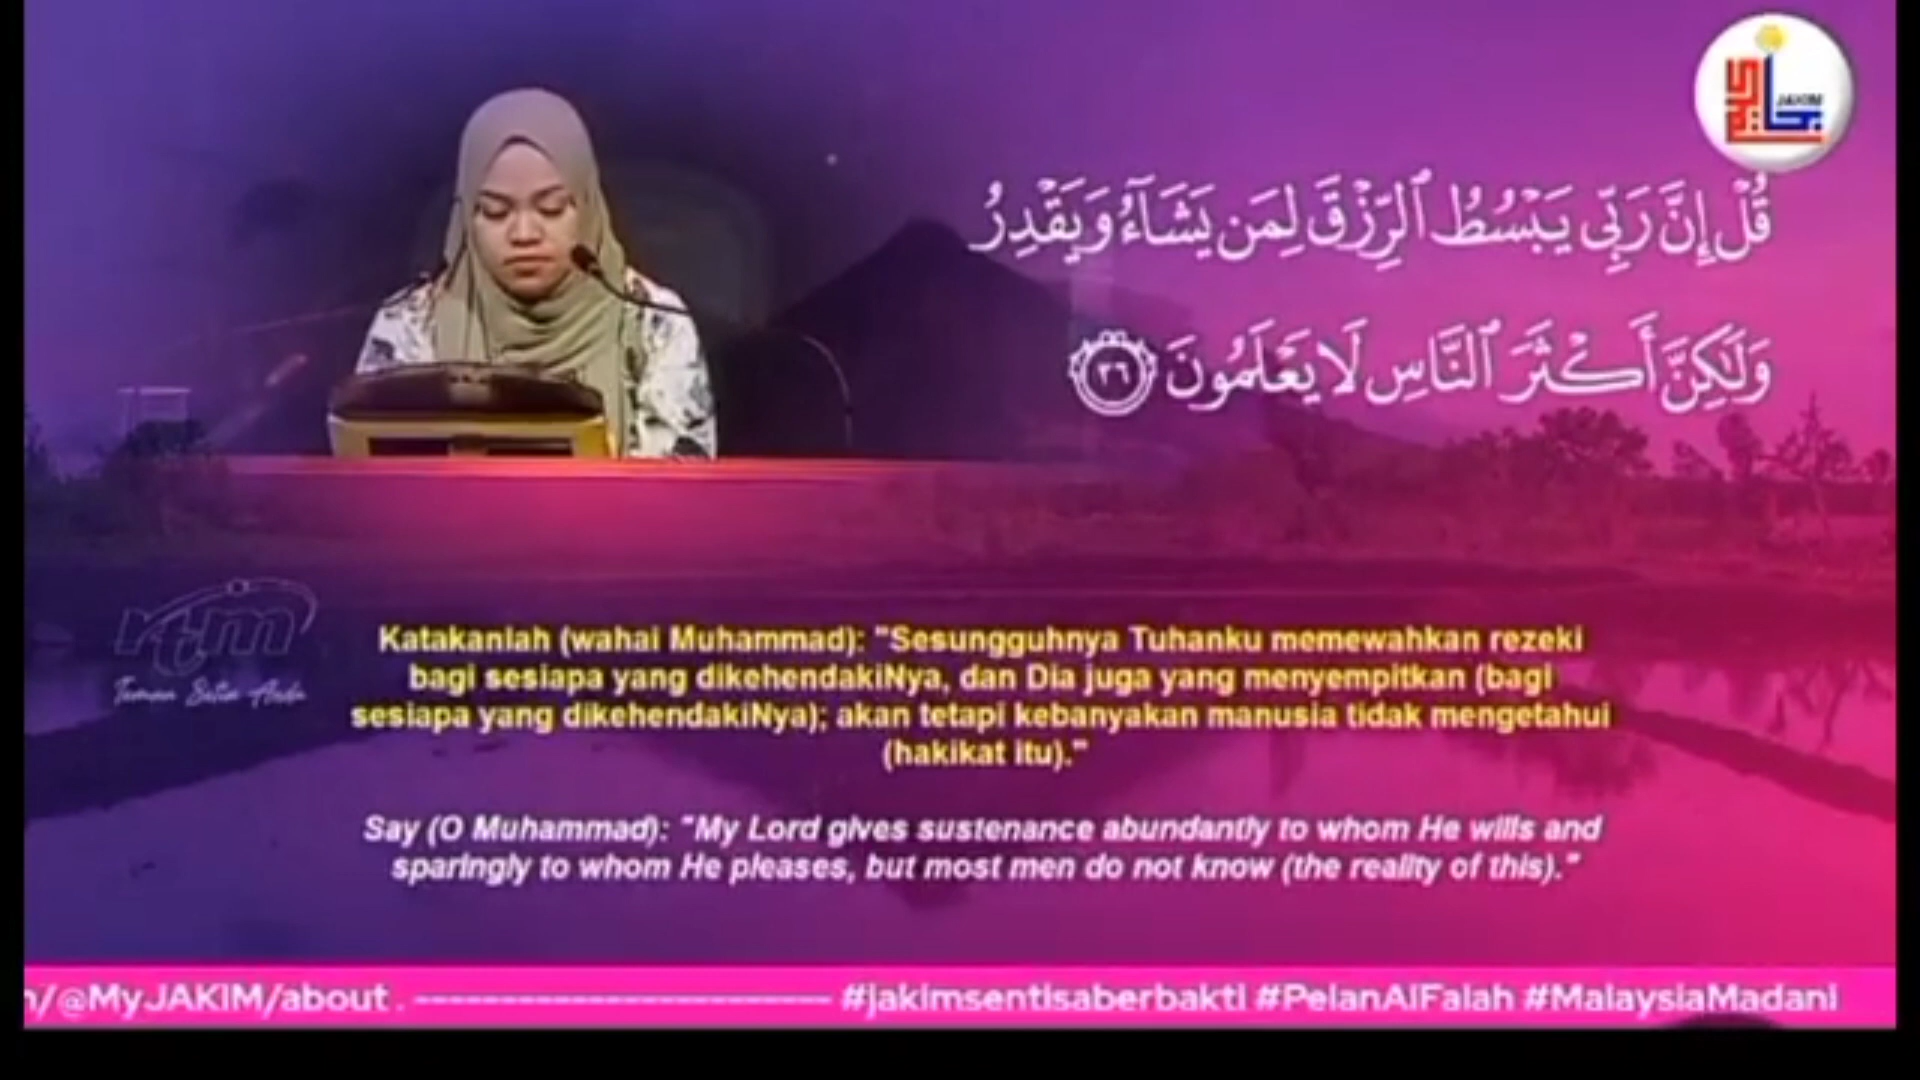 JAKIM
قُلْ إِنَّ رَبِّى يَبْسُطُ ٱلرِّزْقَ لِمَن يَشَآءُ وَيَقْدِرُ
وَلَٰكِنَّ أَكْثَرَ ٱلنَّاسِ لَا يَعْلَمُونَ ٣٦
rtm
Teman Setia Anda
Katakanlah (wahai Muhammad): "Sesungguhnya Tuhanku memewahkan rezeki
bagi sesiapa yang dikehendakiNya, dan Dia juga yang menyempitkan (bagi
sesiapa yang dikehendakiNya); akan tetapi kebanyakan manusia tidak mengetahui
(hakikat itu)."
Say (O Muhammad): "My Lord gives sustenance abundantly to whom He wills and
sparingly to whom He pleases, but most men do not know (the reality of this)."
/@MyJAKIM/about . ------------------------- #jakimsentisaberbakti #PelanAlFalah #MalaysiaMadani